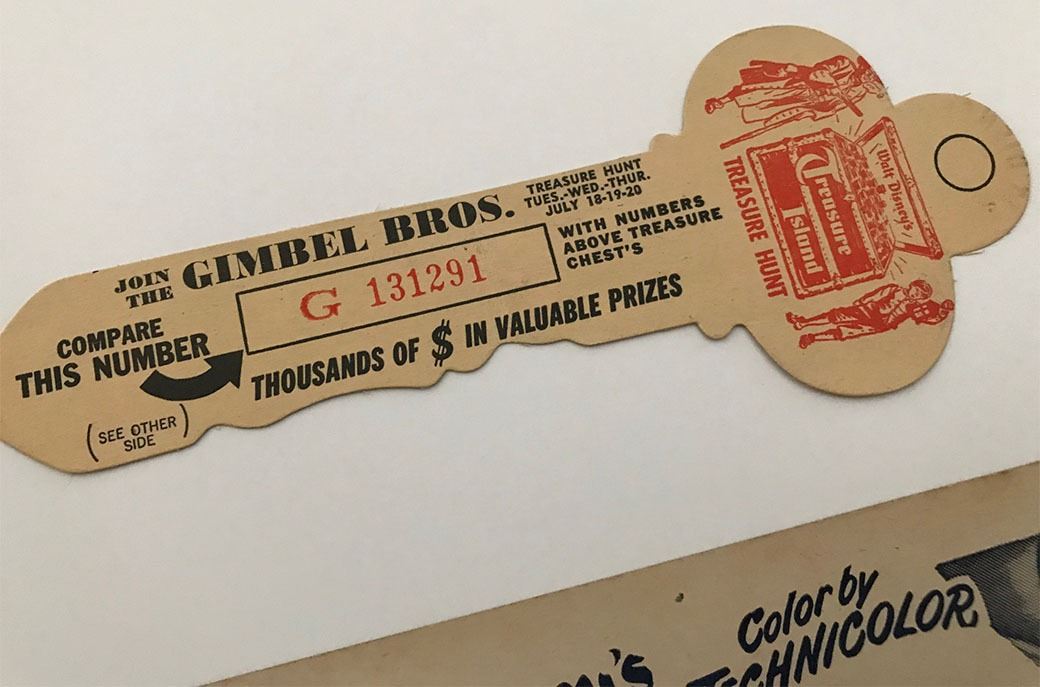 JOIN
THE
GIMBEL BROS.
TREASURE HUNT
TUES.-WED.-THUR.
JULY 18-19-20
COMPARE
THIS NUMBER
G 131291
WITH NUMBERS
ABOVE TREASURE
CHEST'S
THOUSANDS OF $ IN VALUABLE PRIZES
(SEE OTHER
SIDE)
Walt Disney's
Treasure
Island
TREASURE HUNT
Color by
TECHNICOLOR